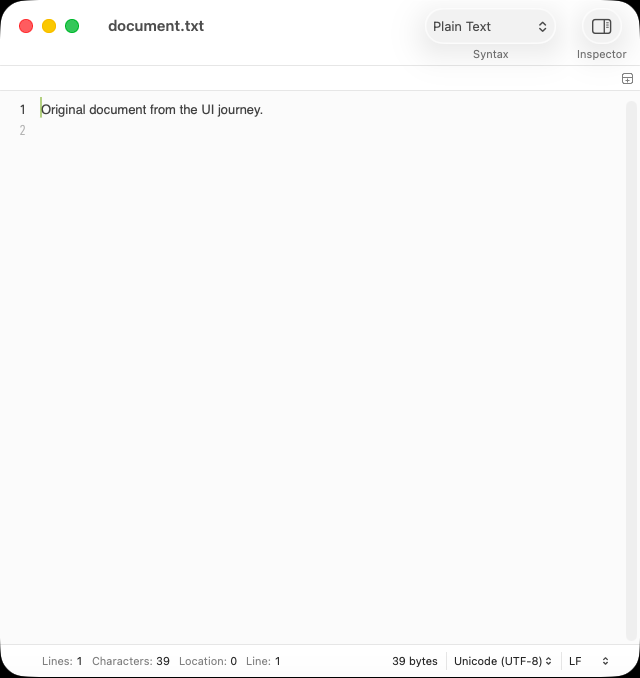 document.txt
Plain Text
Syntax
Inspector
1 Original document from the UI journey.
2
Lines: 1 Characters: 39 Location: 0 Line: 1 39 bytes Unicode (UTF-8) LF